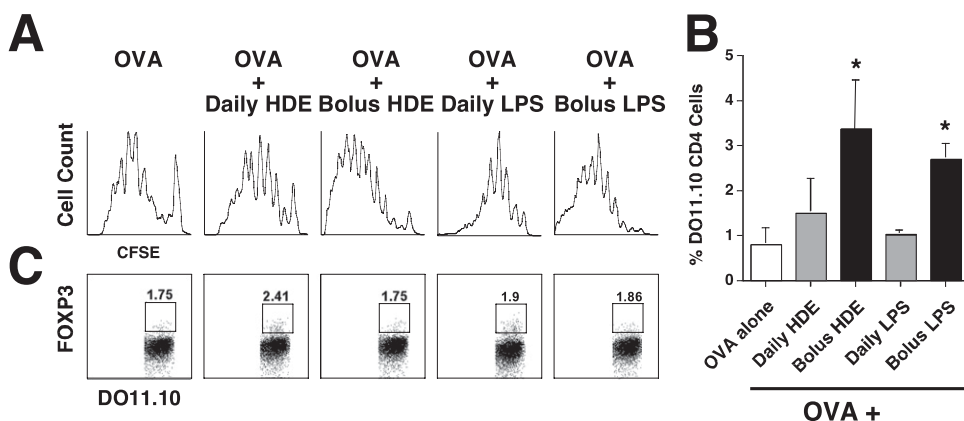 A
OVA
OVA
+
Daily HDE
OVA
+
Bolus HDE
OVA
+
Daily LPS
OVA
+
Bolus LPS
Cell Count
CFSE
B
% DO11.10 CD4 Cells
5
4
3
2
1
0
*
*
OVA alone
Daily HDE
Bolus HDE
Daily LPS
Bolus LPS
OVA +
C
FOXP3
1.75
2.41
1.75
1.9
1.86
DO11.10